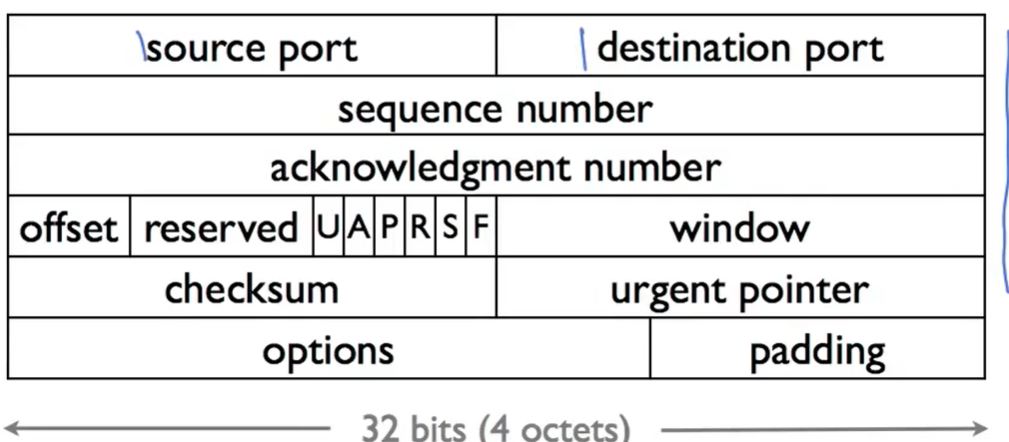 source port destination port
sequence number
acknowledgment number
offset reserved U A P R S F window
checksum urgent pointer
options padding
32 bits (4 octets)